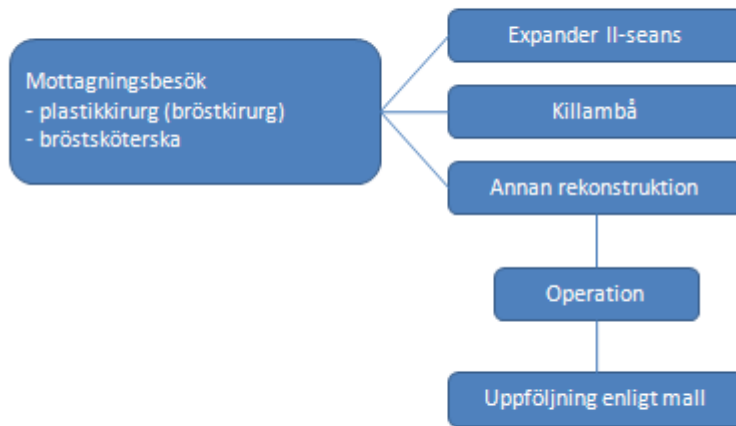 Mottagningsbesök
- plastikkirurg (bröstkirurg)
- bröstsköterska
Expander II-seans
Killambå
Annan rekonstruktion
Operation
Uppföljning enligt mall